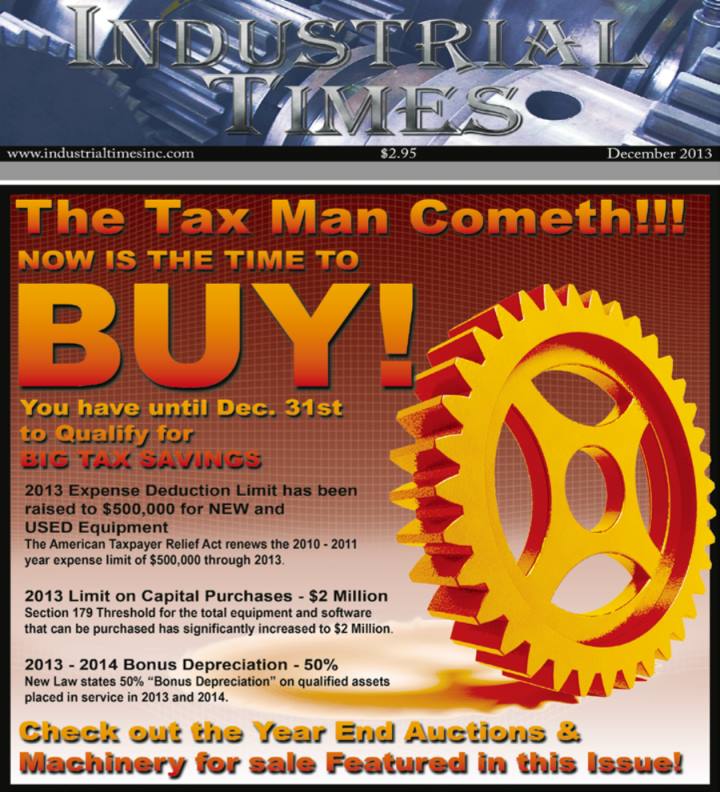 INDUSTRIAL
TIMES
www.industrialtimesinc.com $2.95 December 2013
The Tax Man Cometh!!!
NOW IS THE TIME TO
BUY!
You have until Dec. 31st
to Qualify for
BIG TAX SAVINGS
2013 Expense Deduction Limit has been
raised to $500,000 for NEW and
USED Equipment
The American Taxpayer Relief Act renews the 2010 - 2011
year expense limit of $500,000 through 2013.
2013 Limit on Capital Purchases - $2 Million
Section 179 Threshold for the total equipment and software
that can be purchased has significantly increased to $2 Million.
2013 - 2014 Bonus Depreciation - 50%
New Law states 50% “Bonus Depreciation” on qualified assets
placed in service in 2013 and 2014.
Check out the Year End Auctions &
Machinery for sale Featured in this Issue!